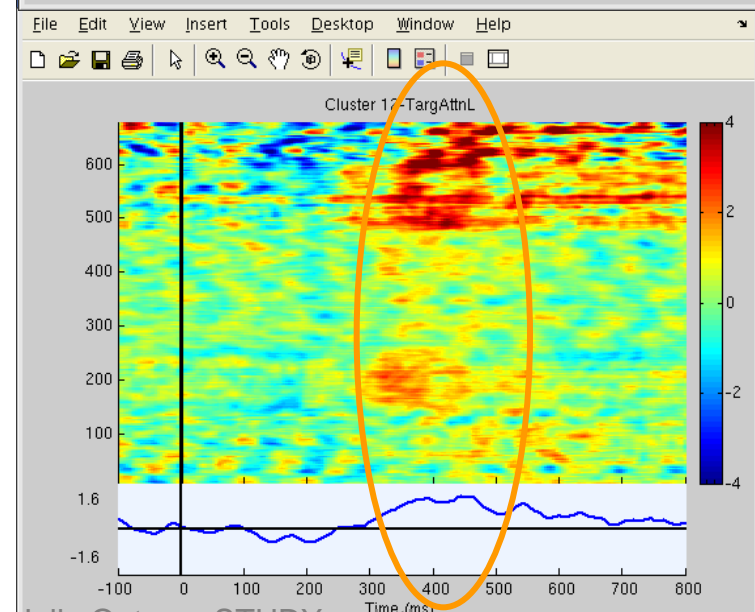 File Edit View Insert Tools Desktop Window Help
Cluster 12-TargAttnL
4
600
500
2
400
0
300
200
-2
100
-4
1.6
-1.6
-100 0 100 200 300 400 500 600 700 800
Time (ms)
STUDY